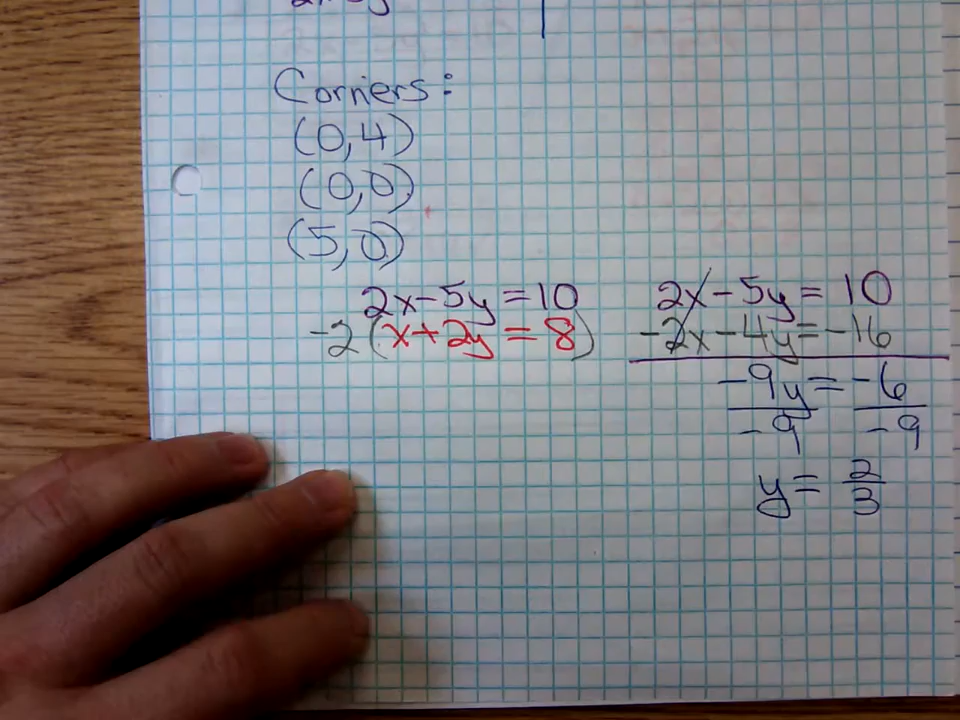 Corners:
(0,4)
(0,0)
(5,0)
2x-5y=10
-2(x+2y=8)
2x-5y=10
-2x-4y=-16
-9y=-6
-9 -9
y=2/3